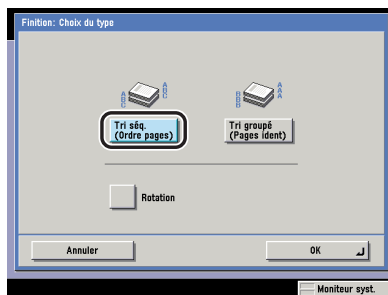 Finition: Choix du type
A B C
A B C
A B C
A A A
Tri séq.
(Ordre pages)
Tri groupé
(Pages ident)
Rotation
Annuler
OK
Moniteur syst.